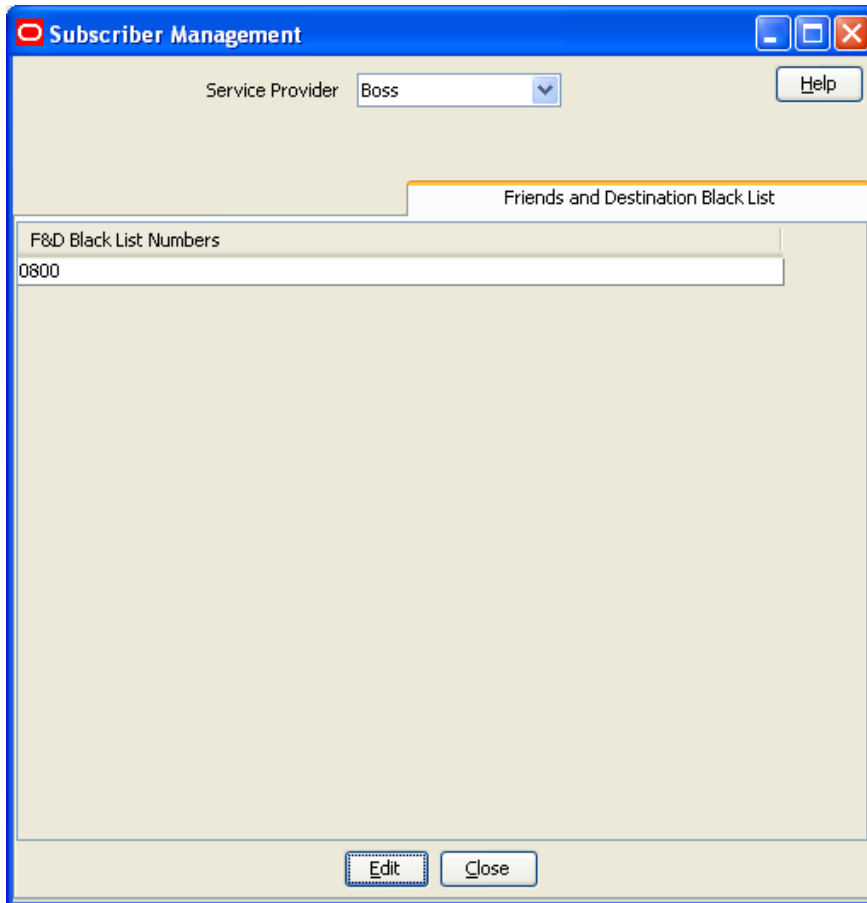 Subscriber Management
Service Provider Boss
Help
Friends and Destination Black List
F&D Black List Numbers
0800
Edit Close